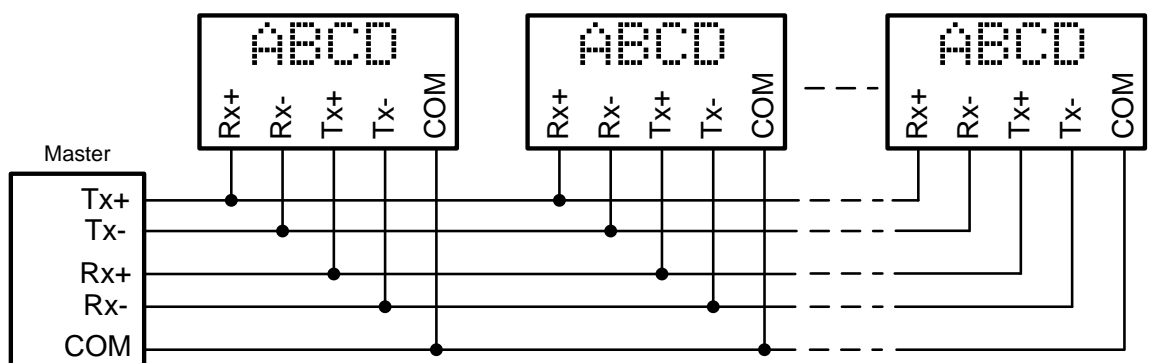 ABCD ABCD ABCD
Rx+ Rx- Tx+ Tx- COM Rx+ Rx- Tx+ Tx- COM Rx+ Rx- Tx+ Tx- COM
Master
Tx+
Tx-
Rx+
Rx-
COM